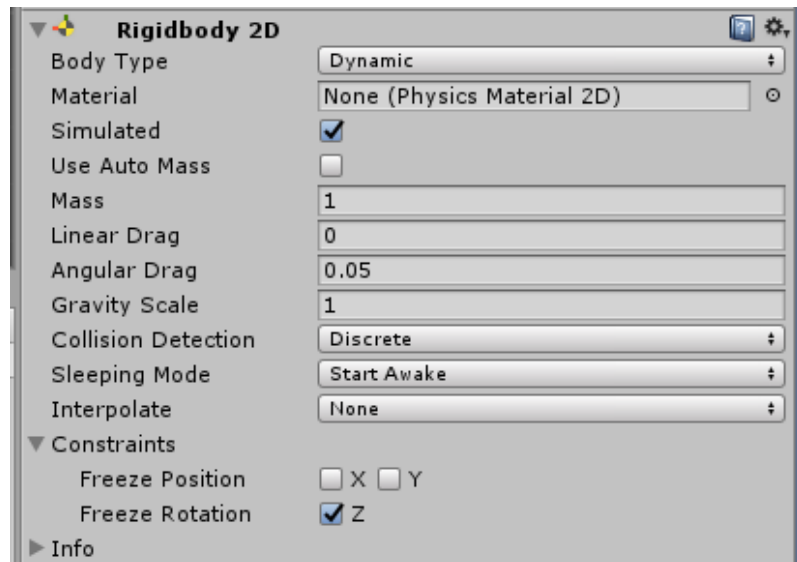 Rigidbody 2D
Body Type Dynamic
Material None (Physics Material 2D)
Simulated
Use Auto Mass
Mass 1
Linear Drag 0
Angular Drag 0.05
Gravity Scale 1
Collision Detection Discrete
Sleeping Mode Start Awake
Interpolate None
Constraints
Freeze Position X Y
Freeze Rotation Z
Info